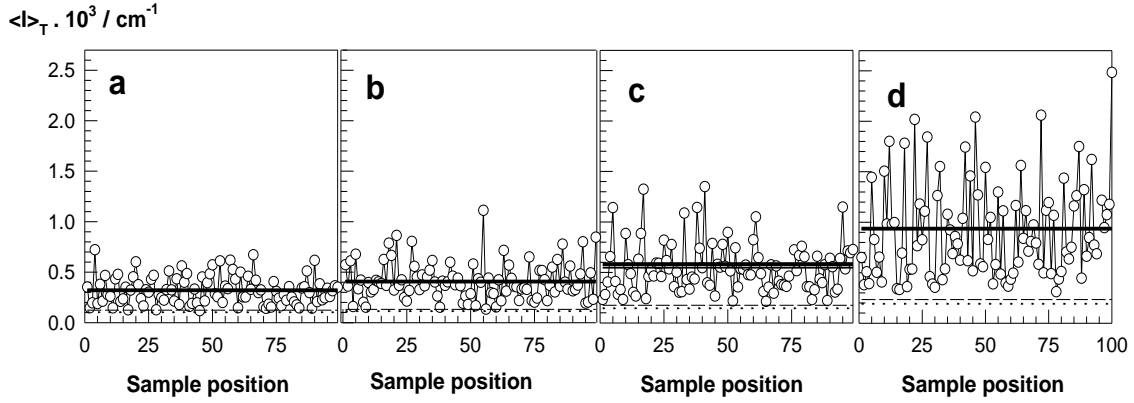 <I>T . 10³ / cm⁻¹
a b c d
2.5
2.0
1.5
1.0
0.5
0.0
0 25 50 75 0 25 50 75 0 25 50 75 0 25 50 75 100
Sample position Sample position Sample position Sample position